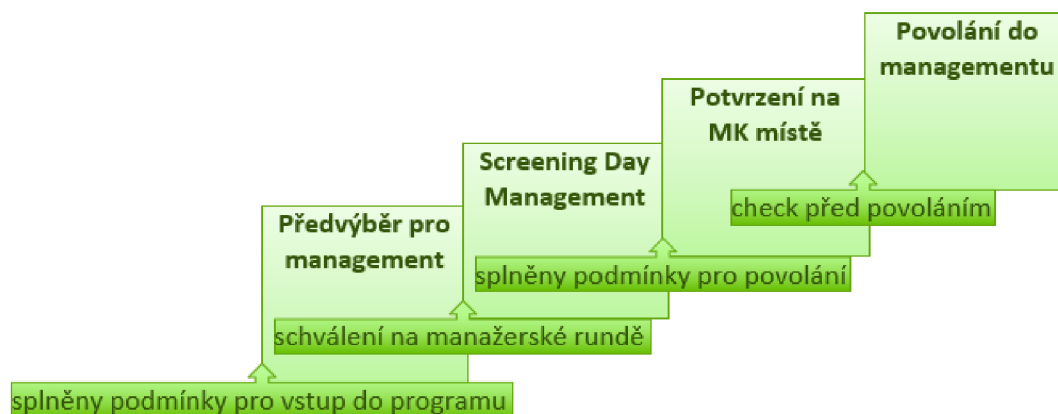 Povolání do
managementu
Potvrzení na
MK místě
check před povoláním
Screening Day
Management
splněny podmínky pro povolání
Předvýběr pro
management
schválení na manažerské rundě
splněny podmínky pro vstup do programu